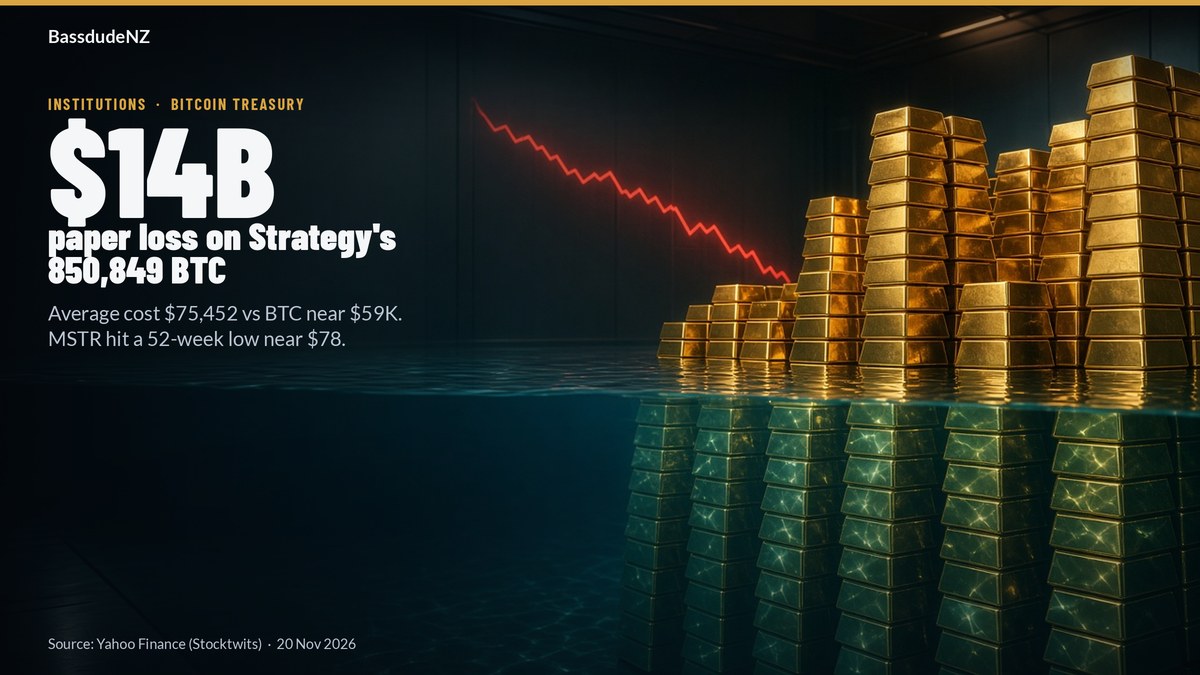 BassdudeNZ
INSTITUTIONS · BITCOIN TREASURY
$14B
paper loss on Strategy's
850,849 BTC
Average cost $75,452 vs BTC near $59K.
MSTR hit a 52-week low near $78.
Source: Yahoo Finance (Stocktwits) · 20 Nov 2026